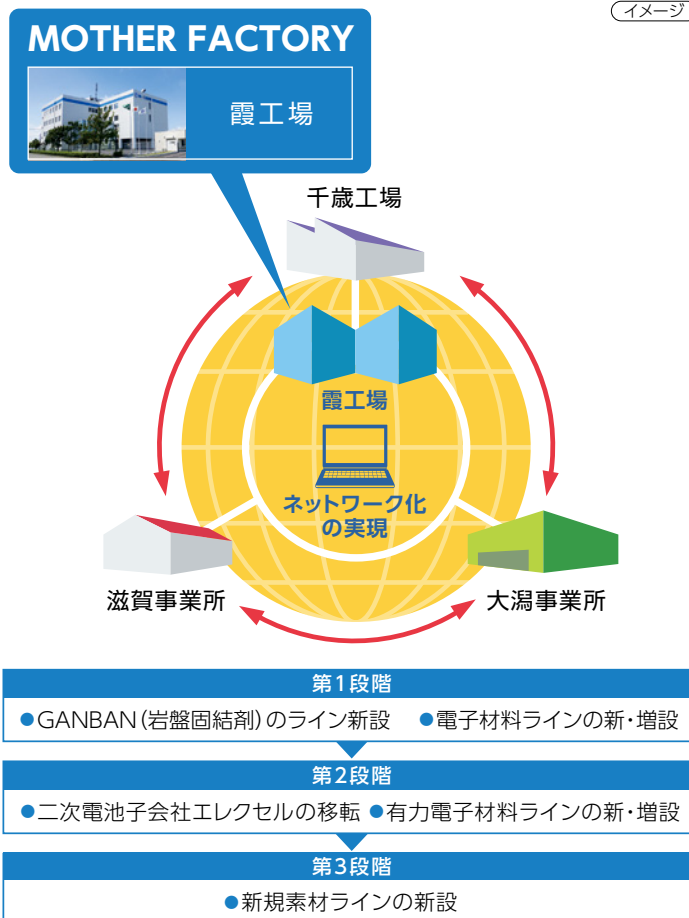 イメージ
MOTHER FACTORY
霞工場
千歳工場
霞工場
ネットワーク化
の実現
滋賀事業所
大潟事業所
第1段階
●GANBAN(岩盤固結剤)のライン新設 ●電子材料ラインの新・増設
第2段階
●二次電池子会社エレクセルの移転 ●有力電子材料ラインの新・増設
第3段階
●新規素材ラインの新設